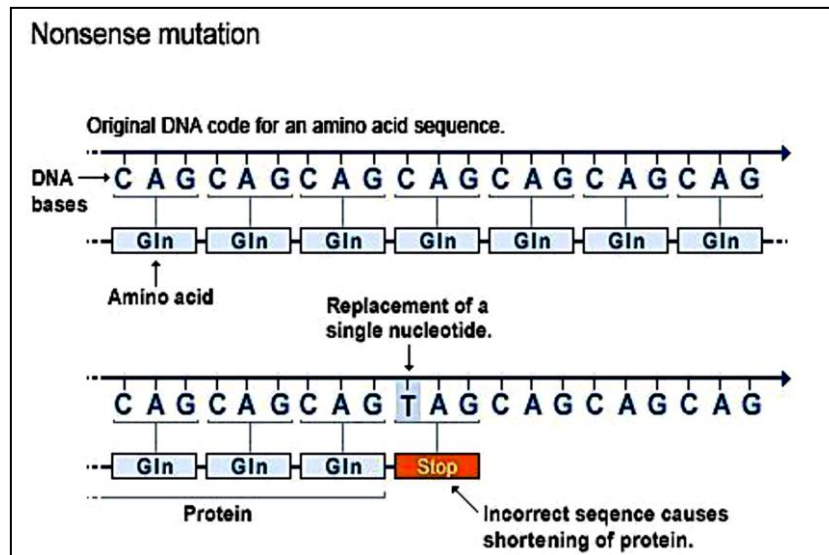 Nonsense mutation
Original DNA code for an amino acid sequence.
DNA
bases
C A G C A G C A G C A G C A G C A G C A G
Gln Gln Gln Gln Gln Gln Gln
Amino acid
Replacement of a
single nucleotide.
C A G C A G C A G T A G C A G C A G C A G
Gln Gln Gln Stop
Protein
Incorrect seqence causes
shortening of protein.